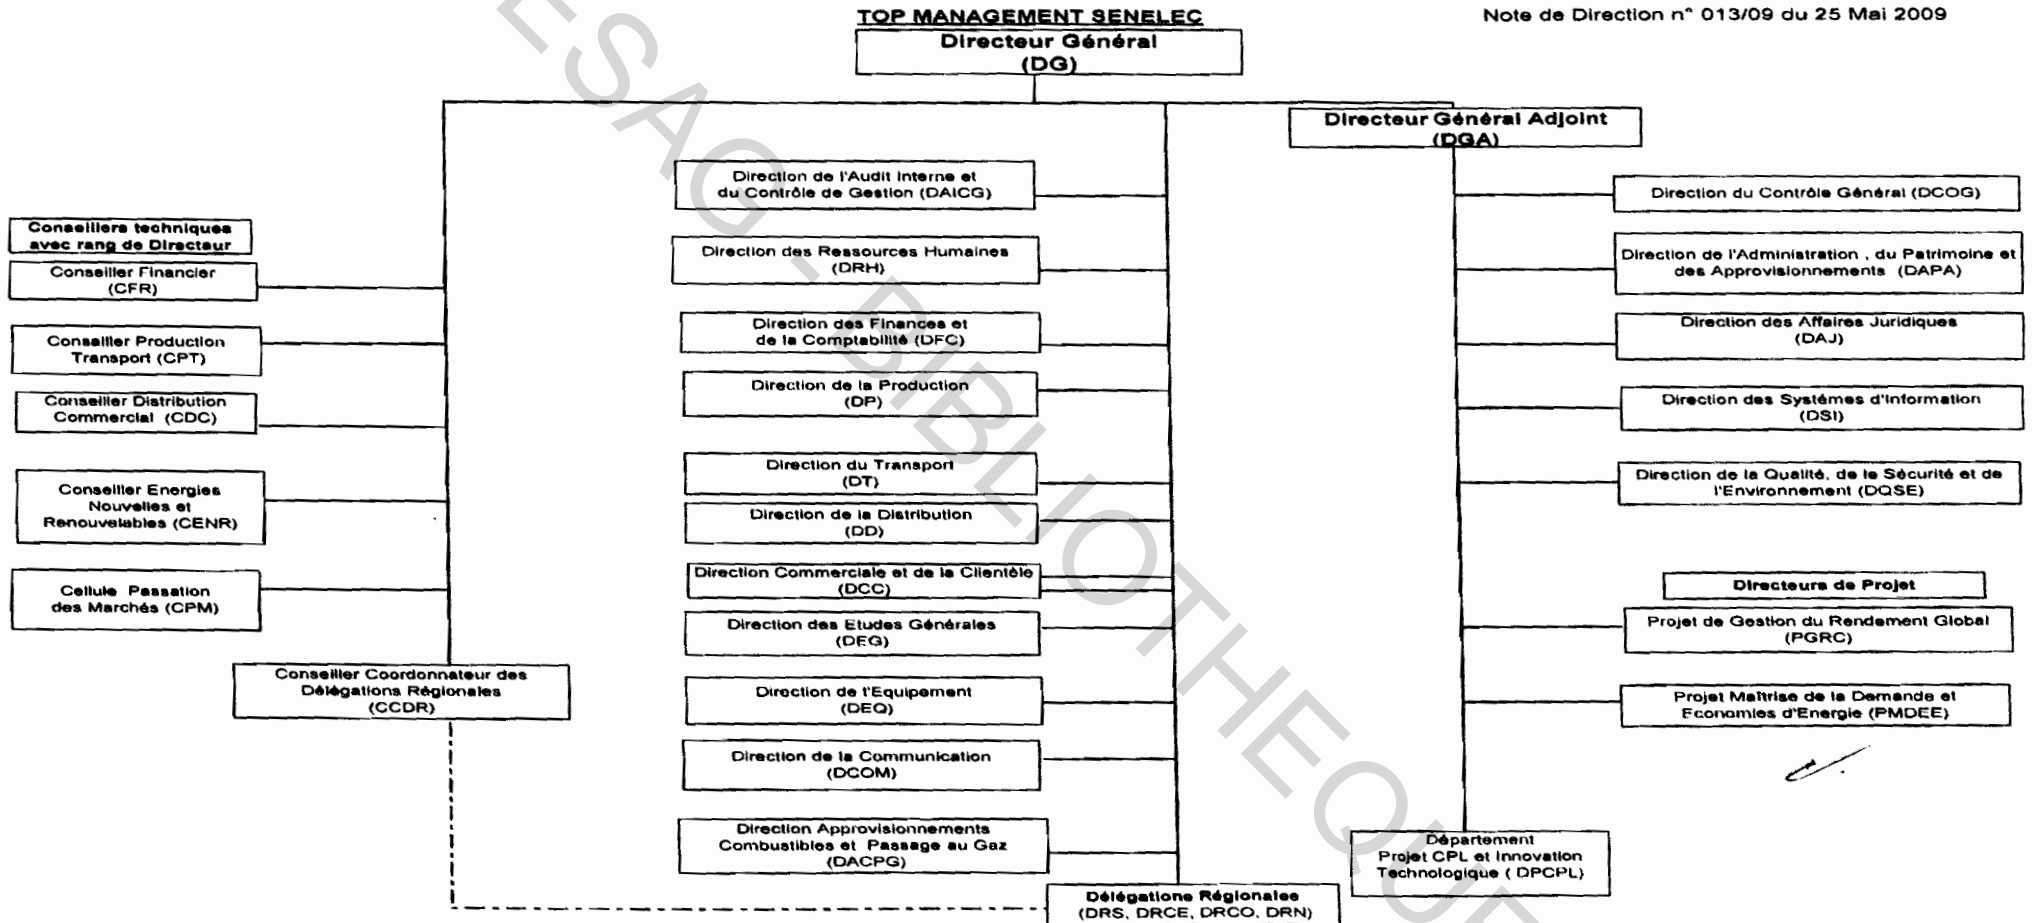 TOP MANAGEMENT SENELEC
Note de Direction n° 013/09 du 25 Mai 2009
Directeur Général
(DG)
Directeur Général Adjoint
(DGA)
Conseillers techniques
avec rang de Directeur
Conseiller Financier
(CFR)
Conseiller Production
Transport (CPT)
Conseiller Distribution
Commercial (CDC)
Conseiller Energies
Nouvelles et
Renouvelables (CENR)
Cellule Passation
des Marchés (CPM)
Conseiller Coordonnateur des
Délégations Régionales
(CCDR)
Direction de l'Audit Interne et
du Contrôle de Gestion (DAICG)
Direction des Ressources Humaines
(DRH)
Direction des Finances et
de la Comptabilité (DFC)
Direction de la Production
(DP)
Direction du Transport
(DT)
Direction de la Distribution
(DD)
Direction Commerciale et de la Clientèle
(DCC)
Direction des Etudes Générales
(DEG)
Direction de l'Equipement
(DEQ)
Direction de la Communication
(DCOM)
Direction Approvisionnements
Combustibles et Passage au Gaz
(DACPG)
Délégations Régionales
(DRS, DRCE, DRCO, DRN)
Direction du Contrôle Général (DCOG)
Direction de l'Administration , du Patrimoine et
des Approvisionnements (DAPA)
Direction des Affaires Juridiques
(DAJ)
Direction des Systèmes d'Information
(DSI)
Direction de la Qualité, de la Sécurité et de
l'Environnement (DQSE)
Directeurs de Projet
Projet de Gestion du Rendement Global
(PGRC)
Projet Maîtrise de la Demande et
Economies d'Energie (PMDEE)
Département
Projet CPL et Innovation
Technologique ( DPCPL)
ESAG - BIBLIOTHEQUE